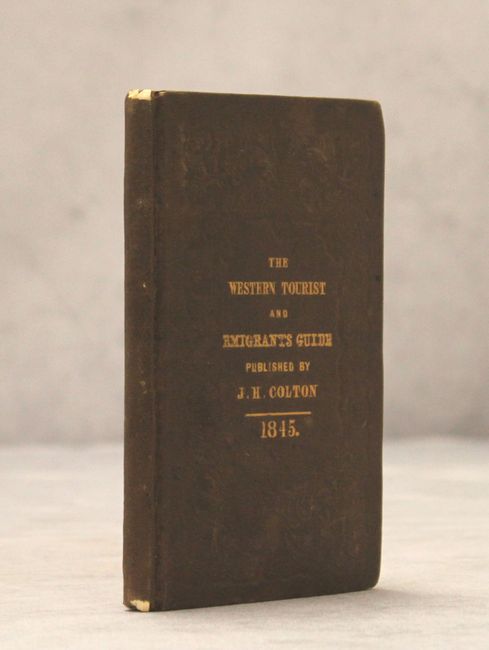 THE
WESTERN TOURIST
AND
EMIGRANT'S GUIDE
PUBLISHED BY
J. H. COLTON
1845.